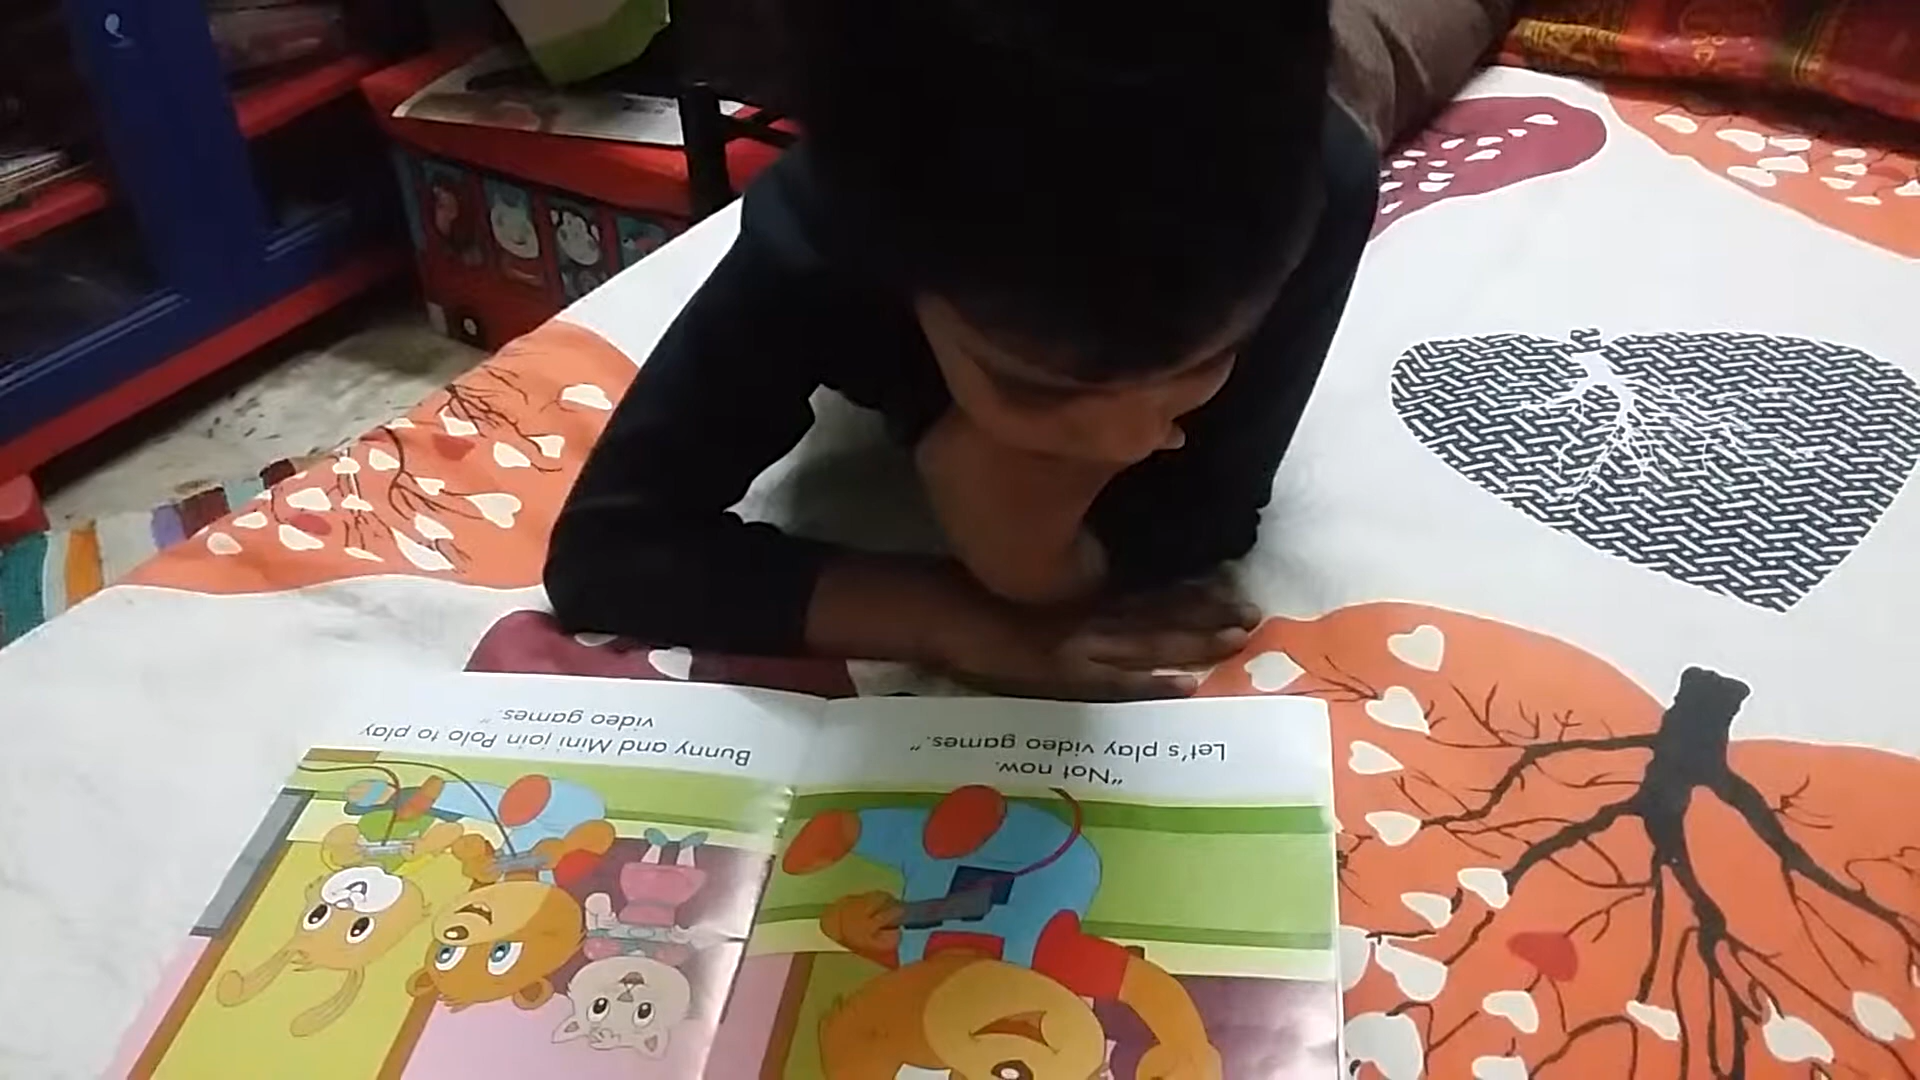 “Not now.
Let's play video games.”
Bunny and Mini join Polo to play
video games.”